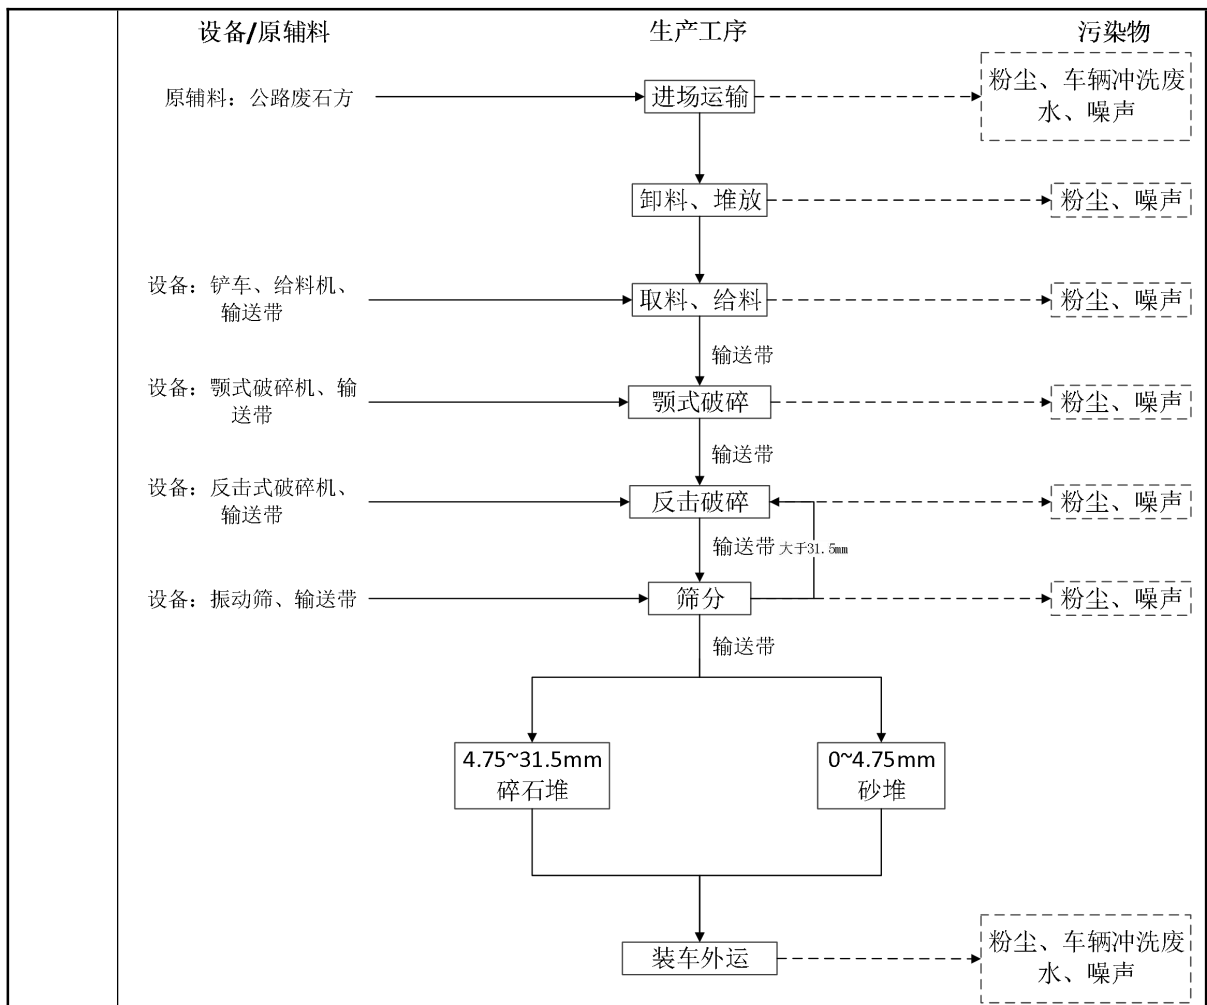 设备/原辅料
生产工序
污染物
原辅料：公路废石方
进场运输
粉尘、车辆冲洗废
水、噪声
卸料、堆放
粉尘、噪声
设备：铲车、给料机、
输送带
取料、给料
粉尘、噪声
输送带
设备：颚式破碎机、输
送带
颚式破碎
粉尘、噪声
输送带
设备：反击式破碎机、
输送带
反击破碎
粉尘、噪声
输送带
大于31.5mm
设备：振动筛、输送带
筛分
粉尘、噪声
输送带
4.75~31.5mm
碎石堆
0~4.75mm
砂堆
装车外运
粉尘、车辆冲洗废
水、噪声